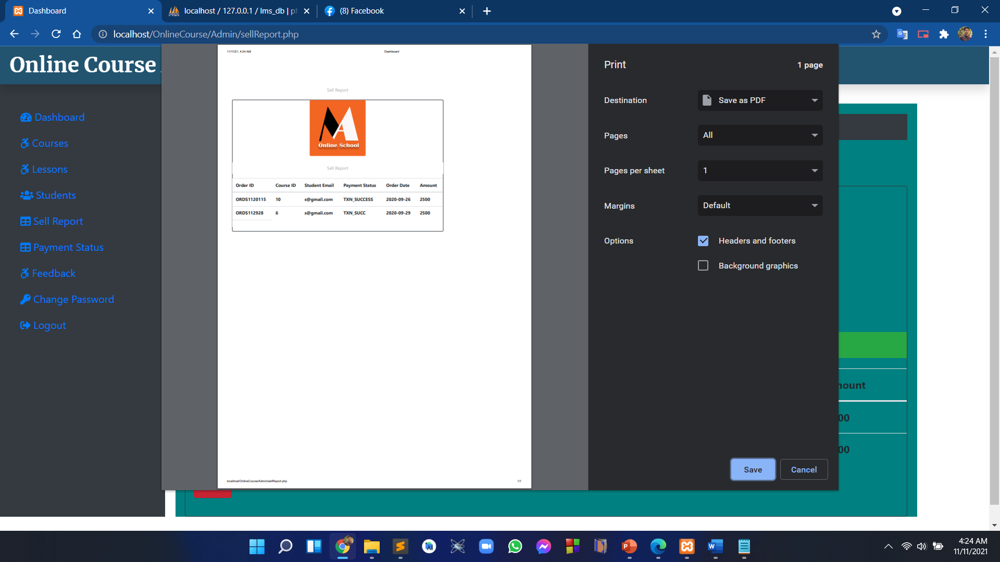 Dashboard
localhost / 127.0.0.1 / lms_db | ph
(8) Facebook
localhost/OnlineCourse/Admin/sellReport.php
Online Course
Dashboard
Courses
Lessons
Students
Sell Report
Payment Status
Feedback
Change Password
Logout
11/11/21, 4:24 AM
Dashboard
Sell Report
MA
Online School
Sell Report
Order ID Course ID Student Email Payment Status Order Date Amount
ORDS1120115 10 s@gmail.com TXN_SUCCESS 2020-09-26 2500
ORDS112928 6 s@gmail.com TXN_SUCC 2020-09-29 2500
localhost/OnlineCourse/Admin/sellReport.php
1/1
Print
1 page
Destination
Save as PDF
Pages
All
Pages per sheet
1
Margins
Default
Options
Headers and footers
Background graphics
Save
Cancel
nount
00
00
4:24 AM
11/11/2021